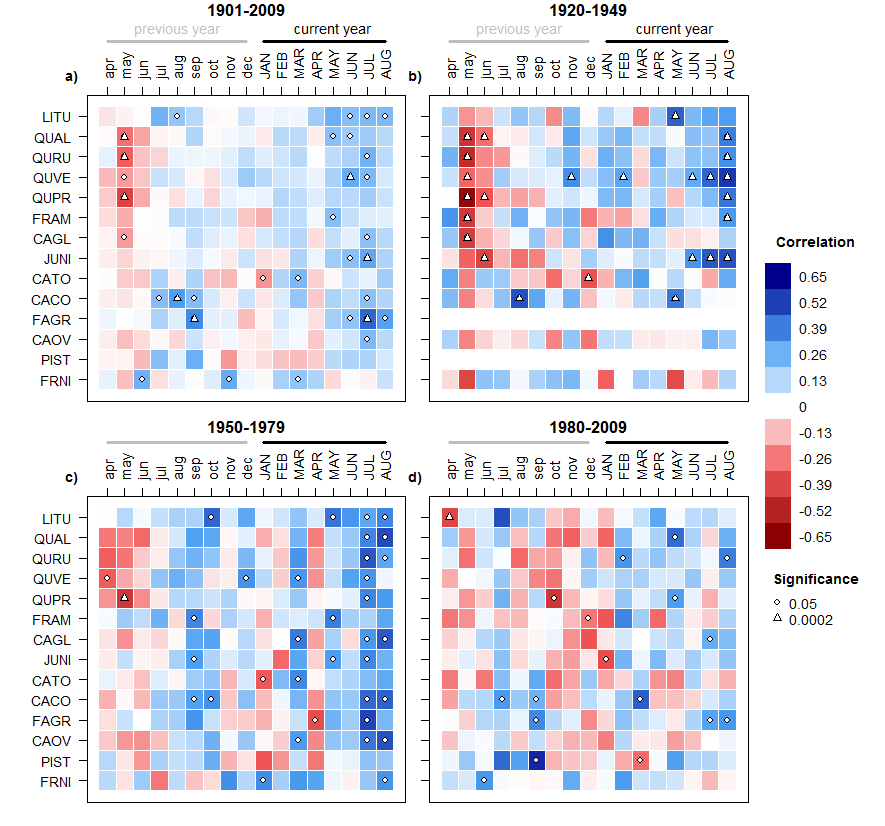 1901-2009
previous year current year
apr may jun jul aug sep oct nov dec JAN FEB MAR APR MAY JUN JUL AUG
a)
LITU
QUAL
QURU
QUVE
QUPR
FRAM
CAGL
JUNI
CATO
CACO
FAGR
CAOV
PIST
FRNI
1920-1949
previous year current year
apr may jun jul aug sep oct nov dec JAN FEB MAR APR MAY JUN JUL AUG
b)
1950-1979
apr may jun jul aug sep oct nov dec JAN FEB MAR APR MAY JUN JUL AUG
c)
LITU
QUAL
QURU
QUVE
QUPR
FRAM
CAGL
JUNI
CATO
CACO
FAGR
CAOV
PIST
FRNI
1980-2009
apr may jun jul aug sep oct nov dec JAN FEB MAR APR MAY JUN JUL AUG
d)
Correlation
0.65
0.52
0.39
0.26
0.13
0
-0.13
-0.26
-0.39
-0.52
-0.65
Significance
0.05
0.0002